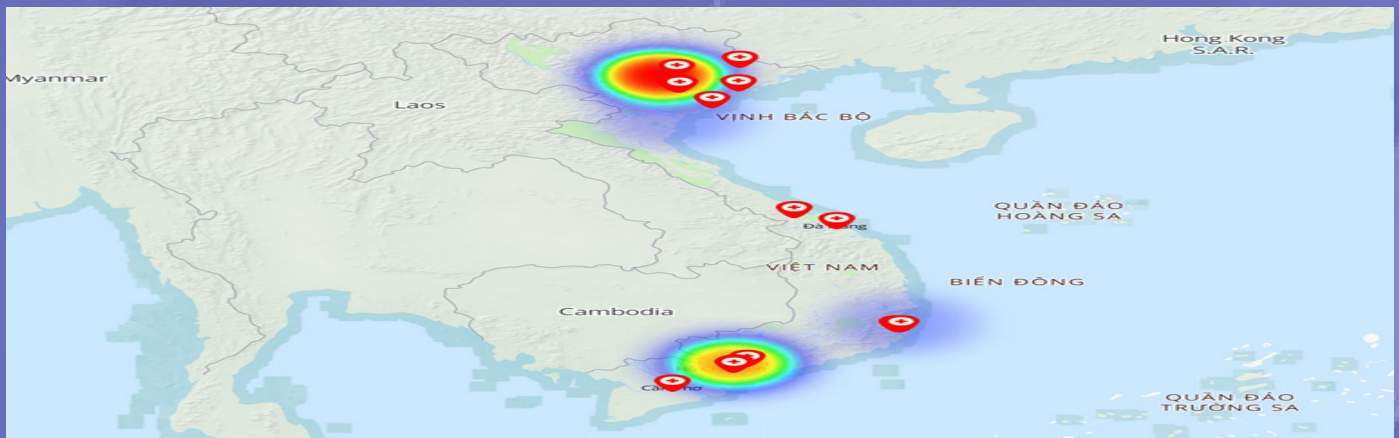 Hong Kong
S.A.R.
Myanmar
Laos
VỊNH BẮC BỘ
QUẦN ĐẢO
HOÀNG SA
VIỆT NAM
BIỂN ĐÔNG
Cambodia
QUẦN ĐẢO
TRƯỜNG SA